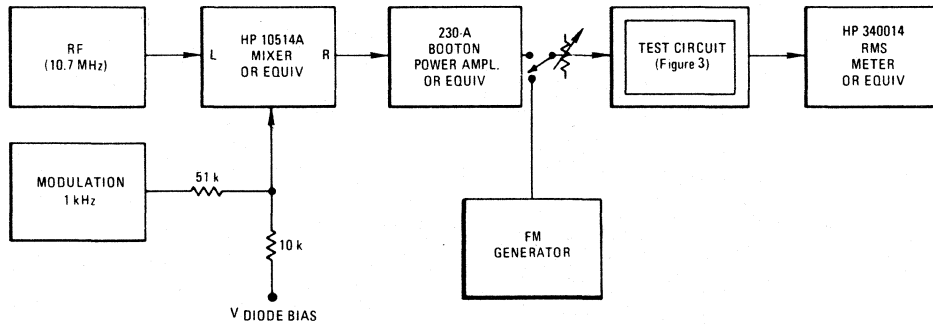 RF
(10.7 MHz)
L
HP 10514A
MIXER
OR EQUIV
R
230-A
BOOTON
POWER AMPL.
OR EQUIV
TEST CIRCUIT
(Figure 3)
HP 340014
RMS
METER
OR EQUIV
MODULATION
1 kHz
51 k
10 k
V DIODE BIAS
FM
GENERATOR